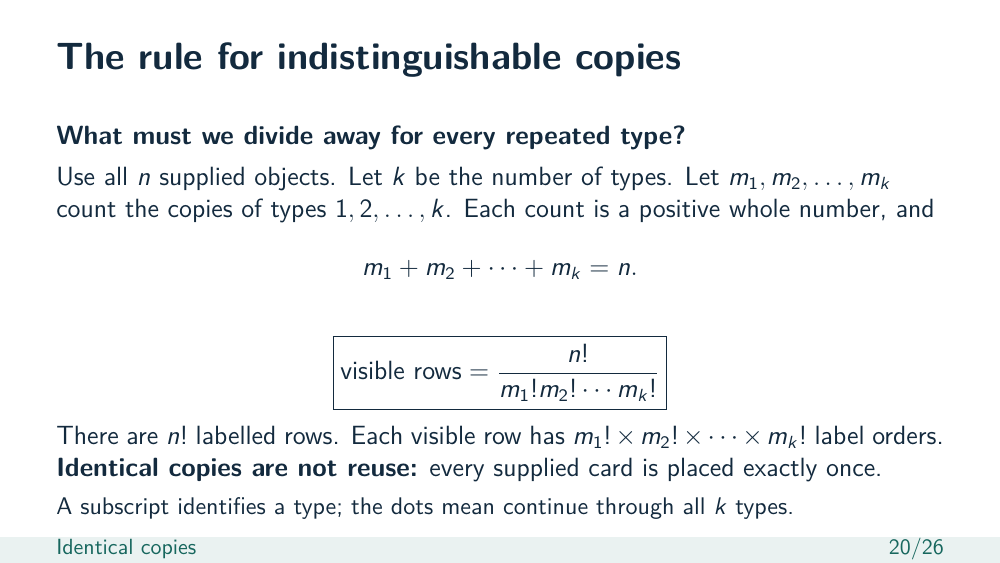 The rule for indistinguishable copies
What must we divide away for every repeated type?
Use all n supplied objects. Let k be the number of types. Let m₁, m₂, . . . , mₖ
count the copies of types 1, 2, . . . , k. Each count is a positive whole number, and
m₁ + m₂ + · · · + mₖ = n.
visible rows = n! / m₁!m₂! · · · mₖ!
There are n! labelled rows. Each visible row has m₁! × m₂! × · · · × mₖ! label orders.
Identical copies are not reuse: every supplied card is placed exactly once.
A subscript identifies a type; the dots mean continue through all k types.
Identical copies 20/26